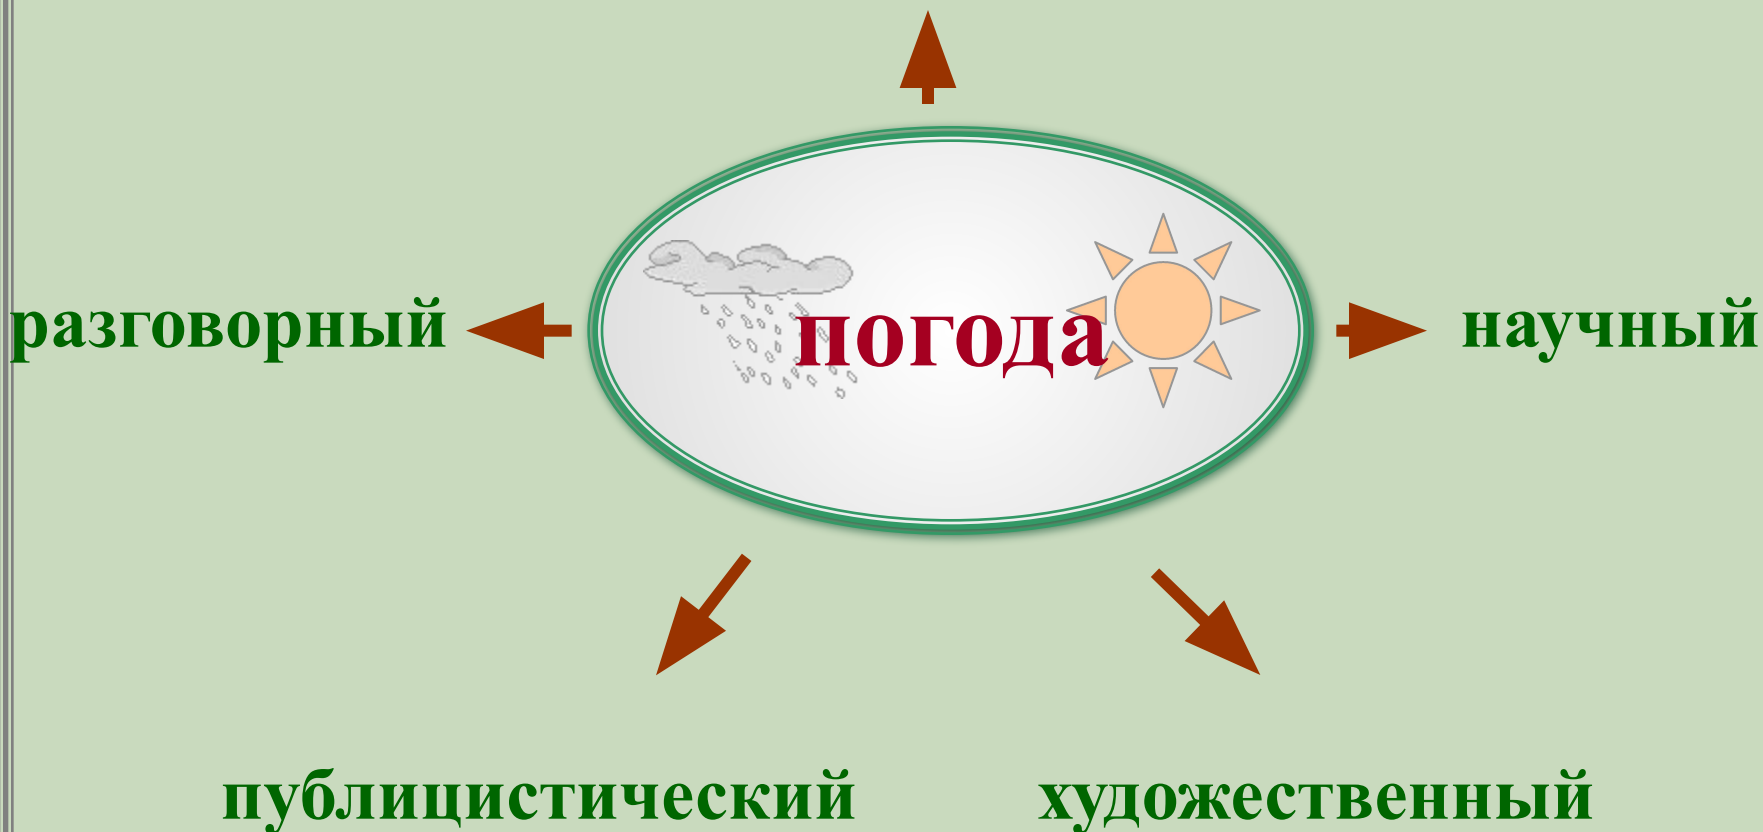 разговорный
погода
научный
публицистический
художественный